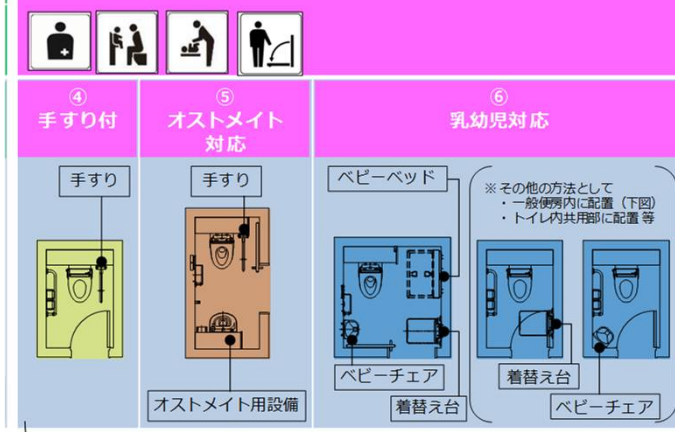 ④
手すり付
⑤
オストメイト
対応
⑥
乳幼児対応
手すり
手すり
オストメイト用設備
ベビーベッド
ベビーチェア
着替え台
※その他の方法として
・一般便房内に配置（下図）
・トイレ内共用部に配置 等
着替え台
ベビーチェア